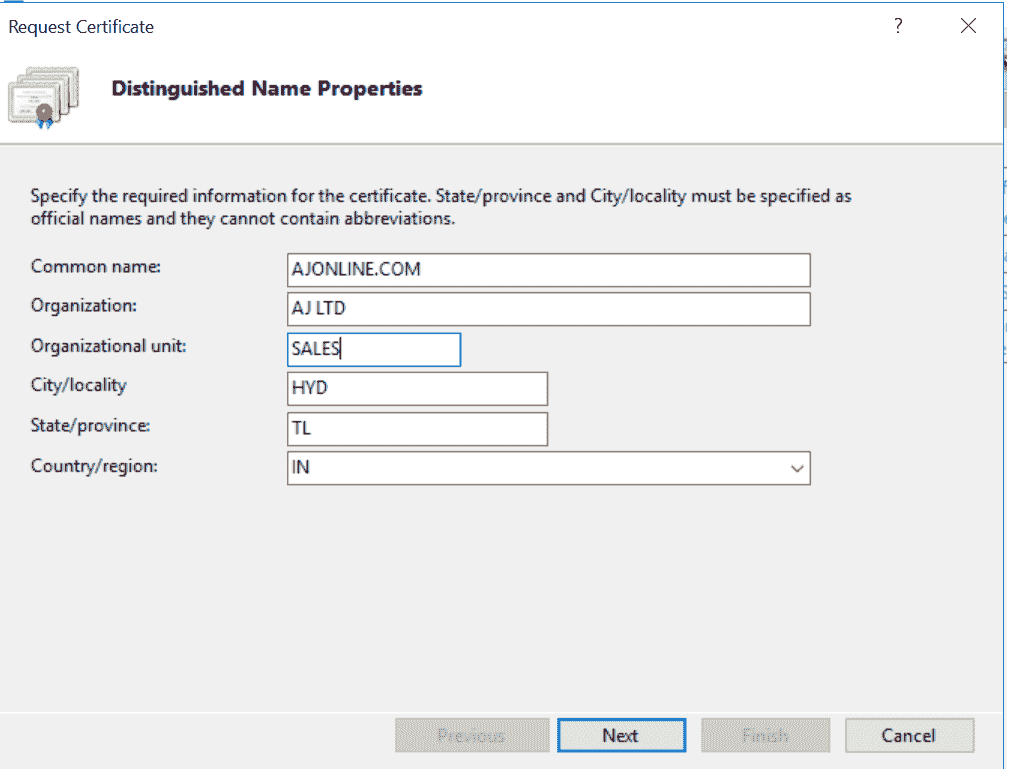 Request Certificate ?
Distinguished Name Properties
Specify the required information for the certificate. State/province and City/locality must be specified as
official names and they cannot contain abbreviations.
Common name: AJONLINE.COM
Organization: AJ LTD
Organizational unit: SALES
City/locality HYD
State/province: TL
Country/region: IN
Previous Next Finish Cancel